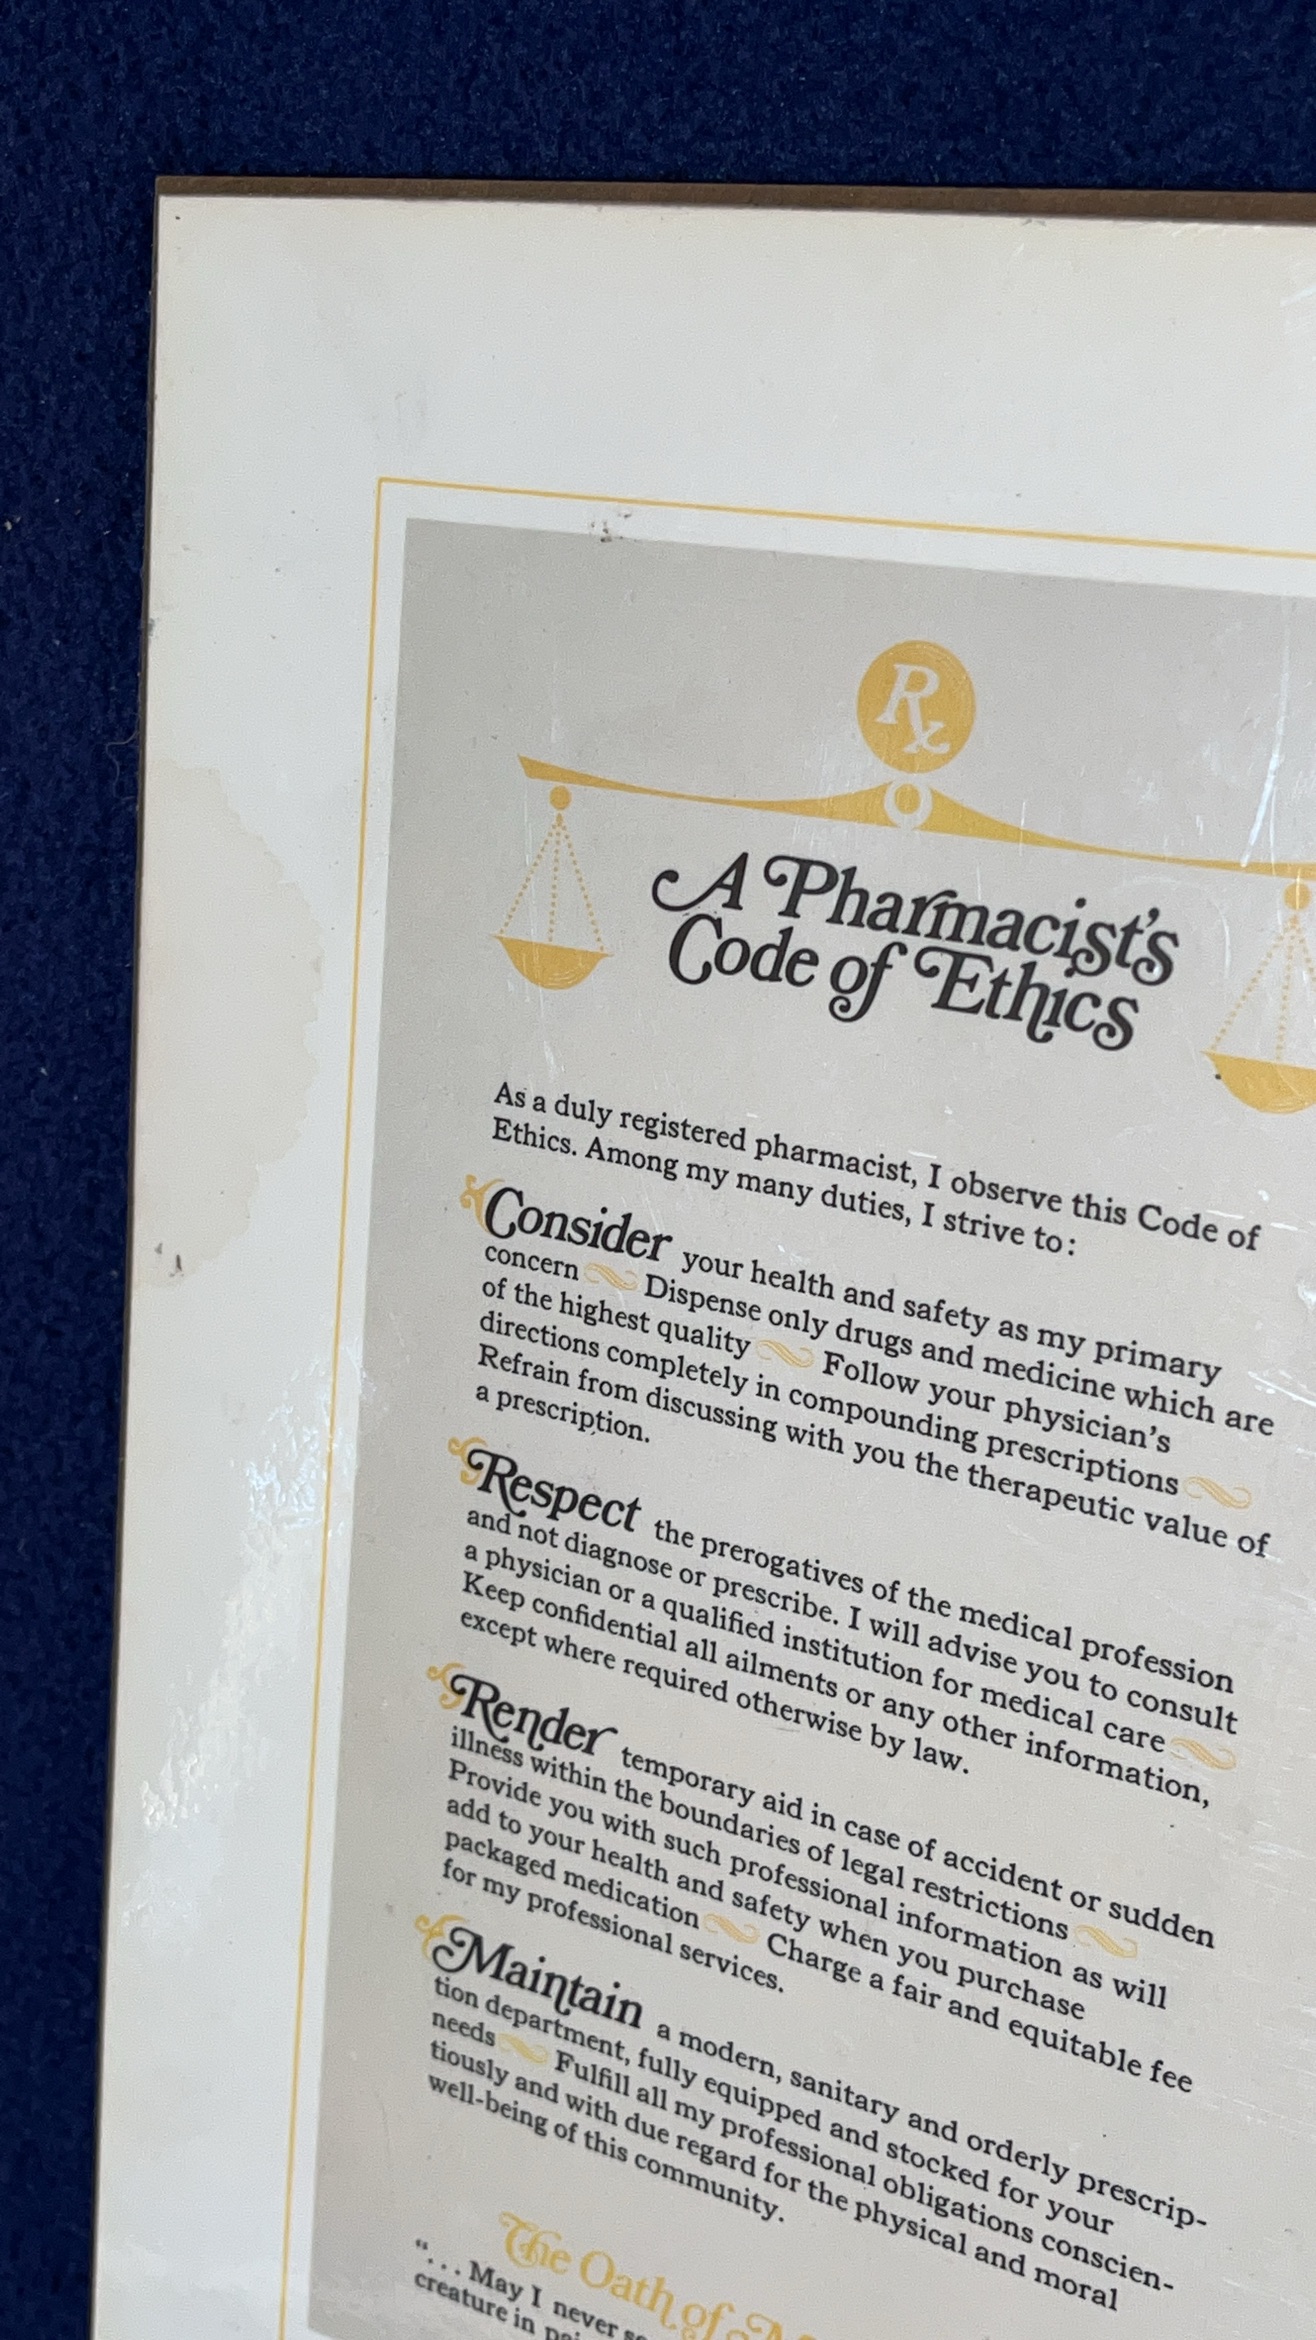 Rx
A Pharmacist's
Code of Ethics
As a duly registered pharmacist, I observe this Code of
Ethics. Among my many duties, I strive to:
Consider your health and safety as my primary
concern Dispense only drugs and medicine which are
of the highest quality Follow your physician's
directions completely in compounding prescriptions
Refrain from discussing with you the therapeutic value of
a prescription.
Respect the prerogatives of the medical profession
and not diagnose or prescribe. I will advise you to consult
a physician or a qualified institution for medical care
Keep confidential all ailments or any other information,
except where required otherwise by law.
Render temporary aid in case of accident or sudden
illness within the boundaries of legal restrictions
Provide you with such professional information as will
add to your health and safety when you purchase
packaged medication Charge a fair and equitable fee
for my professional services.
Maintain a modern, sanitary and orderly prescrip-
tion department, fully equipped and stocked for your
needs Fulfill all my professional obligations conscien-
tiously and with due regard for the physical and moral
well-being of this community.
The Oath of
"... May I never
creature in